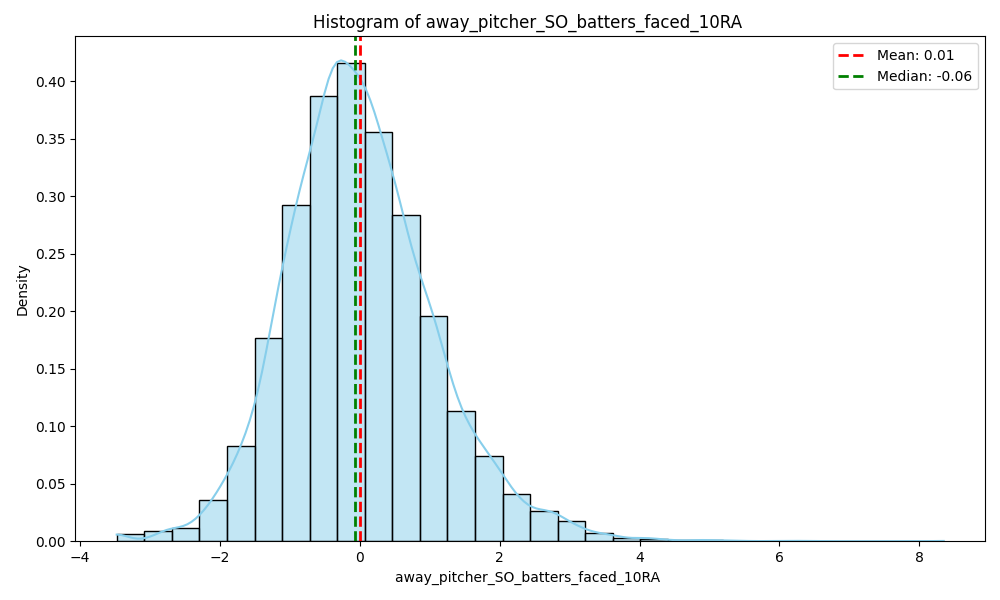 Histogram of away_pitcher_SO_batters_faced_10RA
Mean: 0.01
Median: -0.06
0.40
0.35
0.30
0.25
0.20
0.15
0.10
0.05
0.00
Density
−4 −2 0 2 4 6 8
away_pitcher_SO_batters_faced_10RA